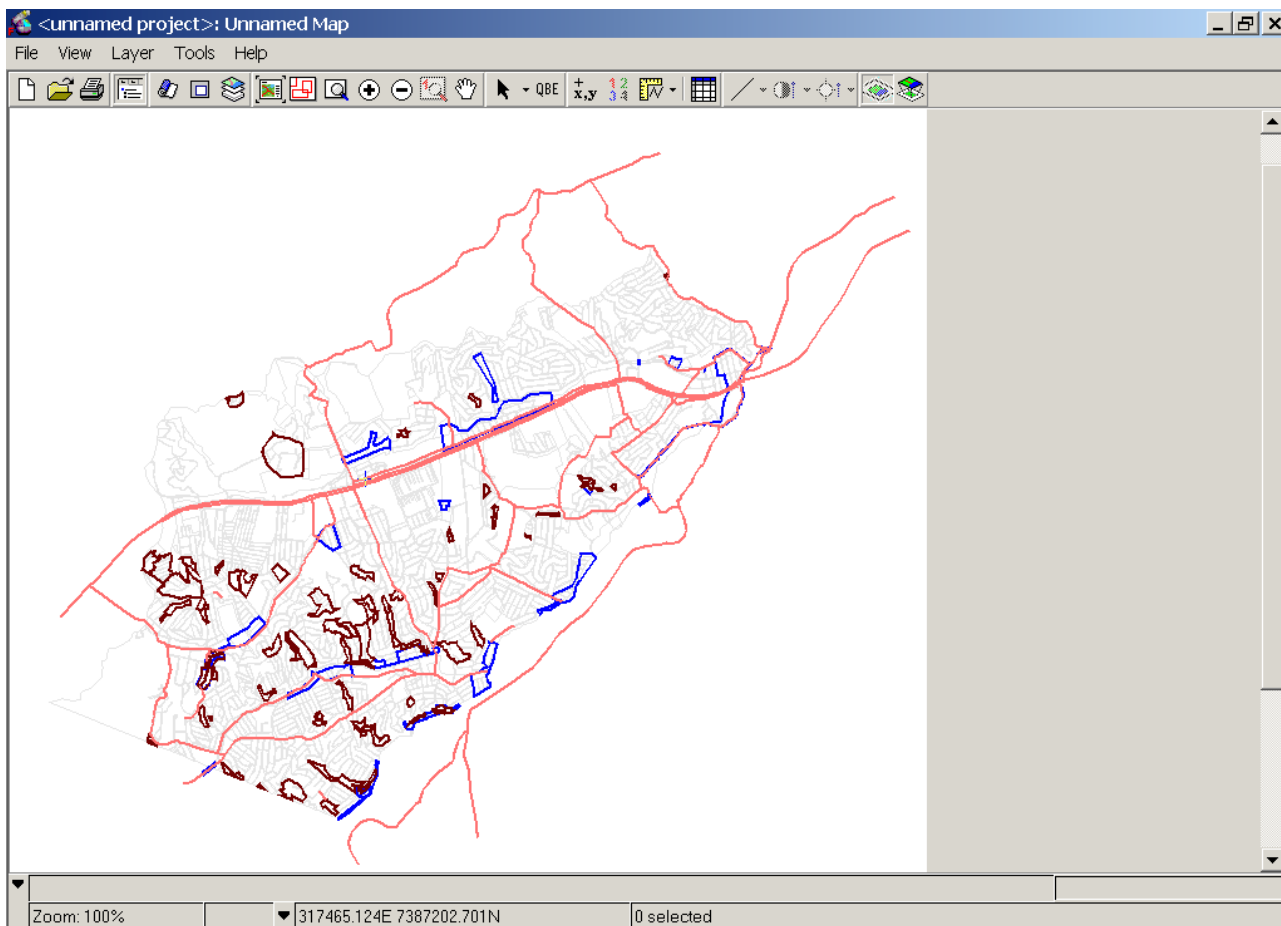 <unnamed project>: Unnamed Map
File View Layer Tools Help
QBE + x,y 1 2 3 4
Zoom: 100% 317465.124E 7387202.701N 0 selected